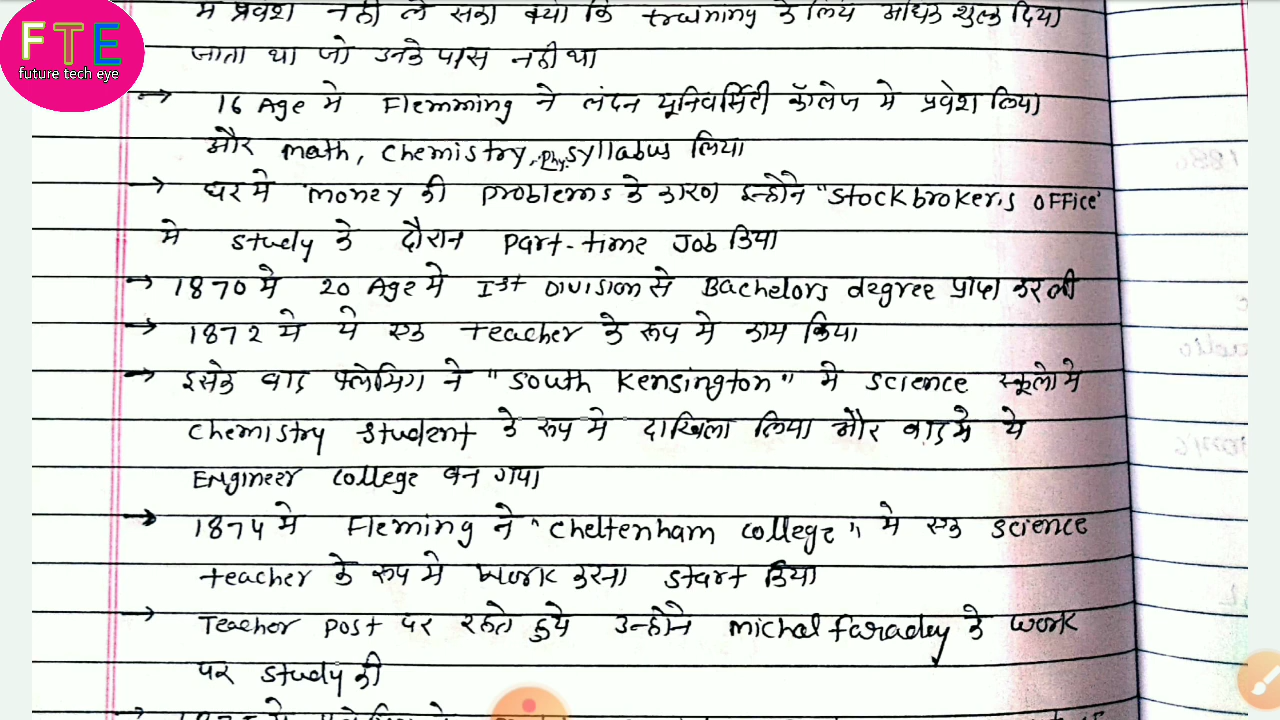 FTE
future tech eye
मे प्रवेश नही ले सका क्यो कि training के लिये अधिक शुल्क दिया
जाता था जो उनके पास नही था
→ 16 Age मे Flemming ने लंदन यूनिवर्सिटी कॉलेज मे प्रवेश लिया
और math, chemistry, Phy. syllabus लिया
→ घर मे money की problems के कारण इन्होने "Stockbroker,s office'
मे study के दौरान part-time Job किया
→ 1870 मे 20 Age मे Ist Division से Bachelors degree प्राप्त कर ली
→ 1872 मे ये एक teacher के रूप मे काम किया
→ इसके बाद फ्लेमिग ने "South Kensington" मे science स्कूलो मे
chemistry student के रूप मे दाखिला लिया और बाद मे ये
Engineer college बन गया
→ 1874 मे Fleming ने "Cheltenham college" मे एक science
teacher के रूप मे work करना start किया
→ Teacher post पर रहते हुये उन्होने michal faraday के work
पर study की